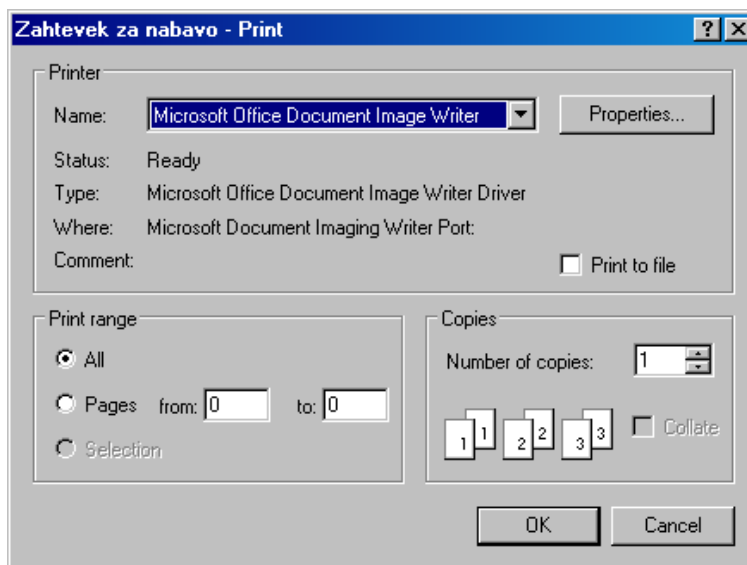 Zahtevek za nabavo - Print
Printer
Name: Microsoft Office Document Image Writer Properties...
Status: Ready
Type: Microsoft Office Document Image Writer Driver
Where: Microsoft Document Imaging Writer Port:
Comment: Print to file
Print range
All
Pages from: 0 to: 0
Selection
Copies
Number of copies: 1
1 1 2 2 3 3 Collate
OK Cancel